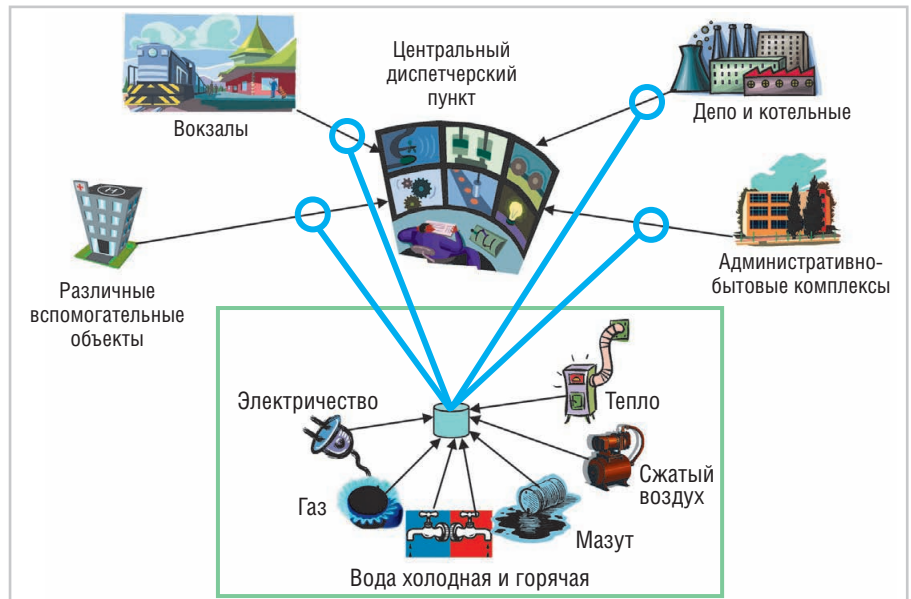 Центральный
диспетчерский
пункт
Вокзалы
Депо и котельные
Различные
вспомогательные
объекты
Административно-
бытовые комплексы
Электричество
Тепло
Газ
Сжатый
воздух
Мазут
Вода холодная и горячая